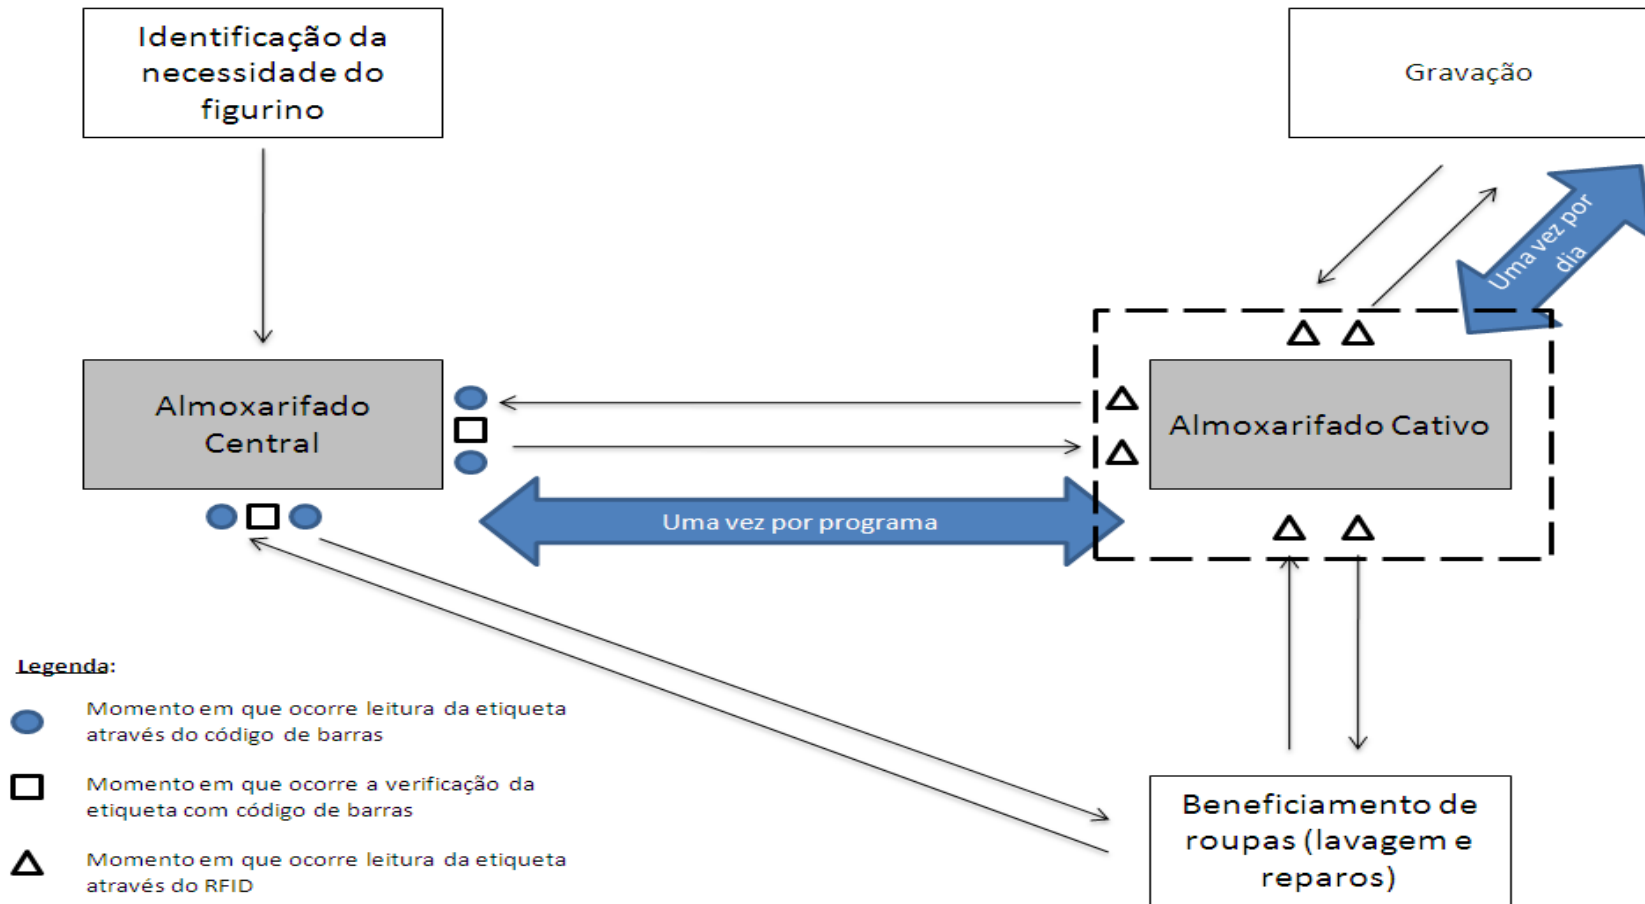 Identificação da
necessidade do
figurino
Gravação
Uma vez por
dia
Almoxarifado
Central
Almoxarifado Cativo
Uma vez por programa
Legenda:
Momento em que ocorre leitura da etiqueta
através do código de barras
Momento em que ocorre a verificação da
etiqueta com código de barras
Momento em que ocorre leitura da etiqueta
através do RFID
Beneficiamento de
roupas (lavagem e
reparos)